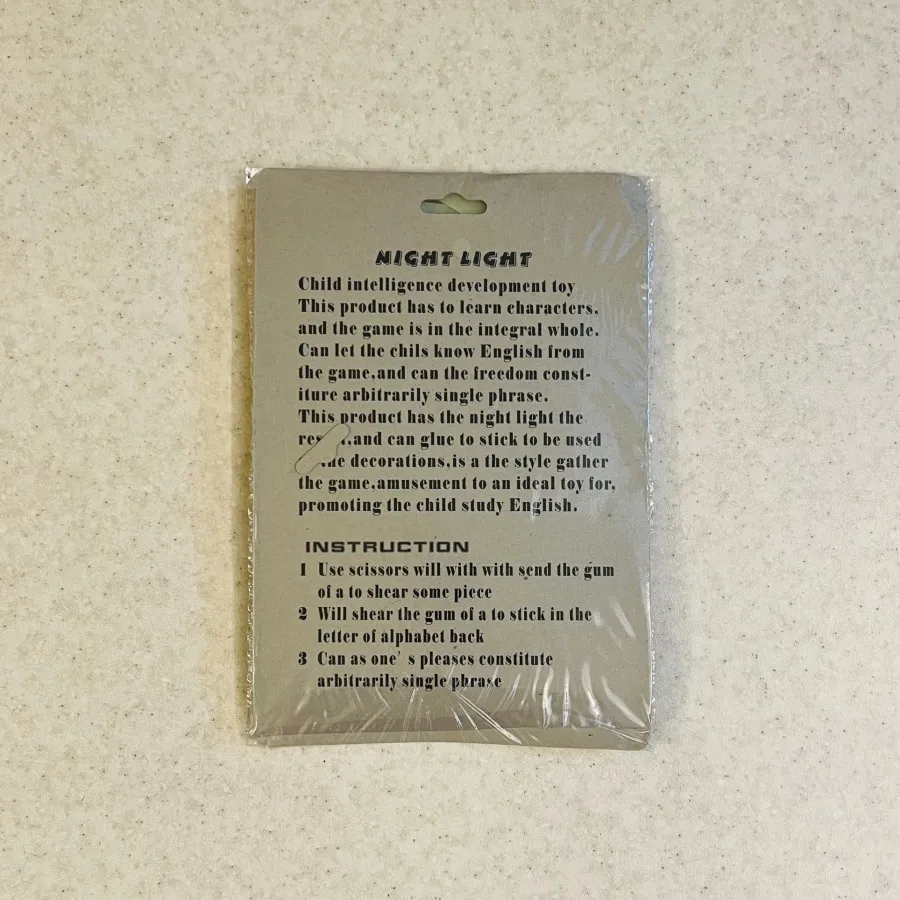 NIGHT LIGHT
Child intelligence development toy
This product has to learn characters.
and the game is in the integral whole.
Can let the chils know English from
the game,and can the freedom const-
iture arbitrarily single phrase.
This product has the night light the
and can glue to stick to be used
the decorations,is a the style gather
the game,amusement to an ideal toy for.
promoting the child study English.
INSTRUCTION
1 Use scissors will with with send the gum
of a to shear some piece
2 Will shear the gum of a to stick in the
letter of alphabet back
3 Can as one's pleases constitute
arbitrarily single phrase